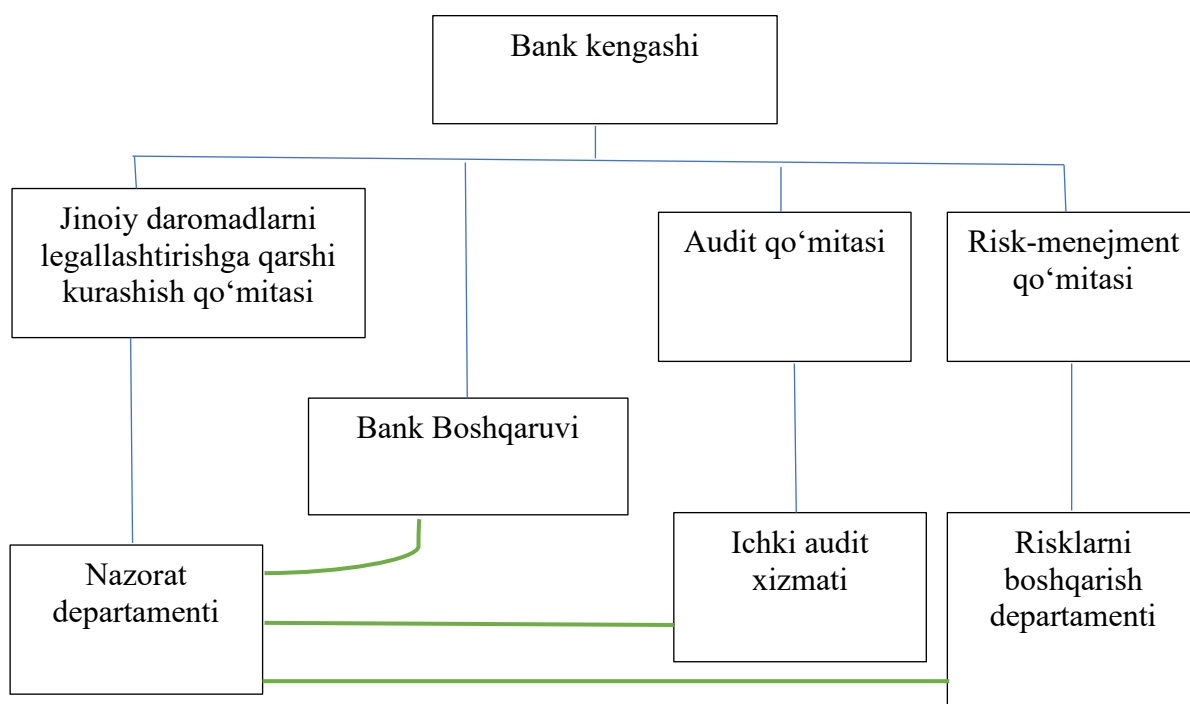 Bank kengashi
Jinoiy daromadlarni
legallashtirishga qarshi
kurashish qo‘mitasi
Audit qo‘mitasi
Risk-menejment
qo‘mitasi
Bank Boshqaruvi
Nazorat
departamenti
Ichki audit
xizmati
Risklarni
boshqarish
departamenti